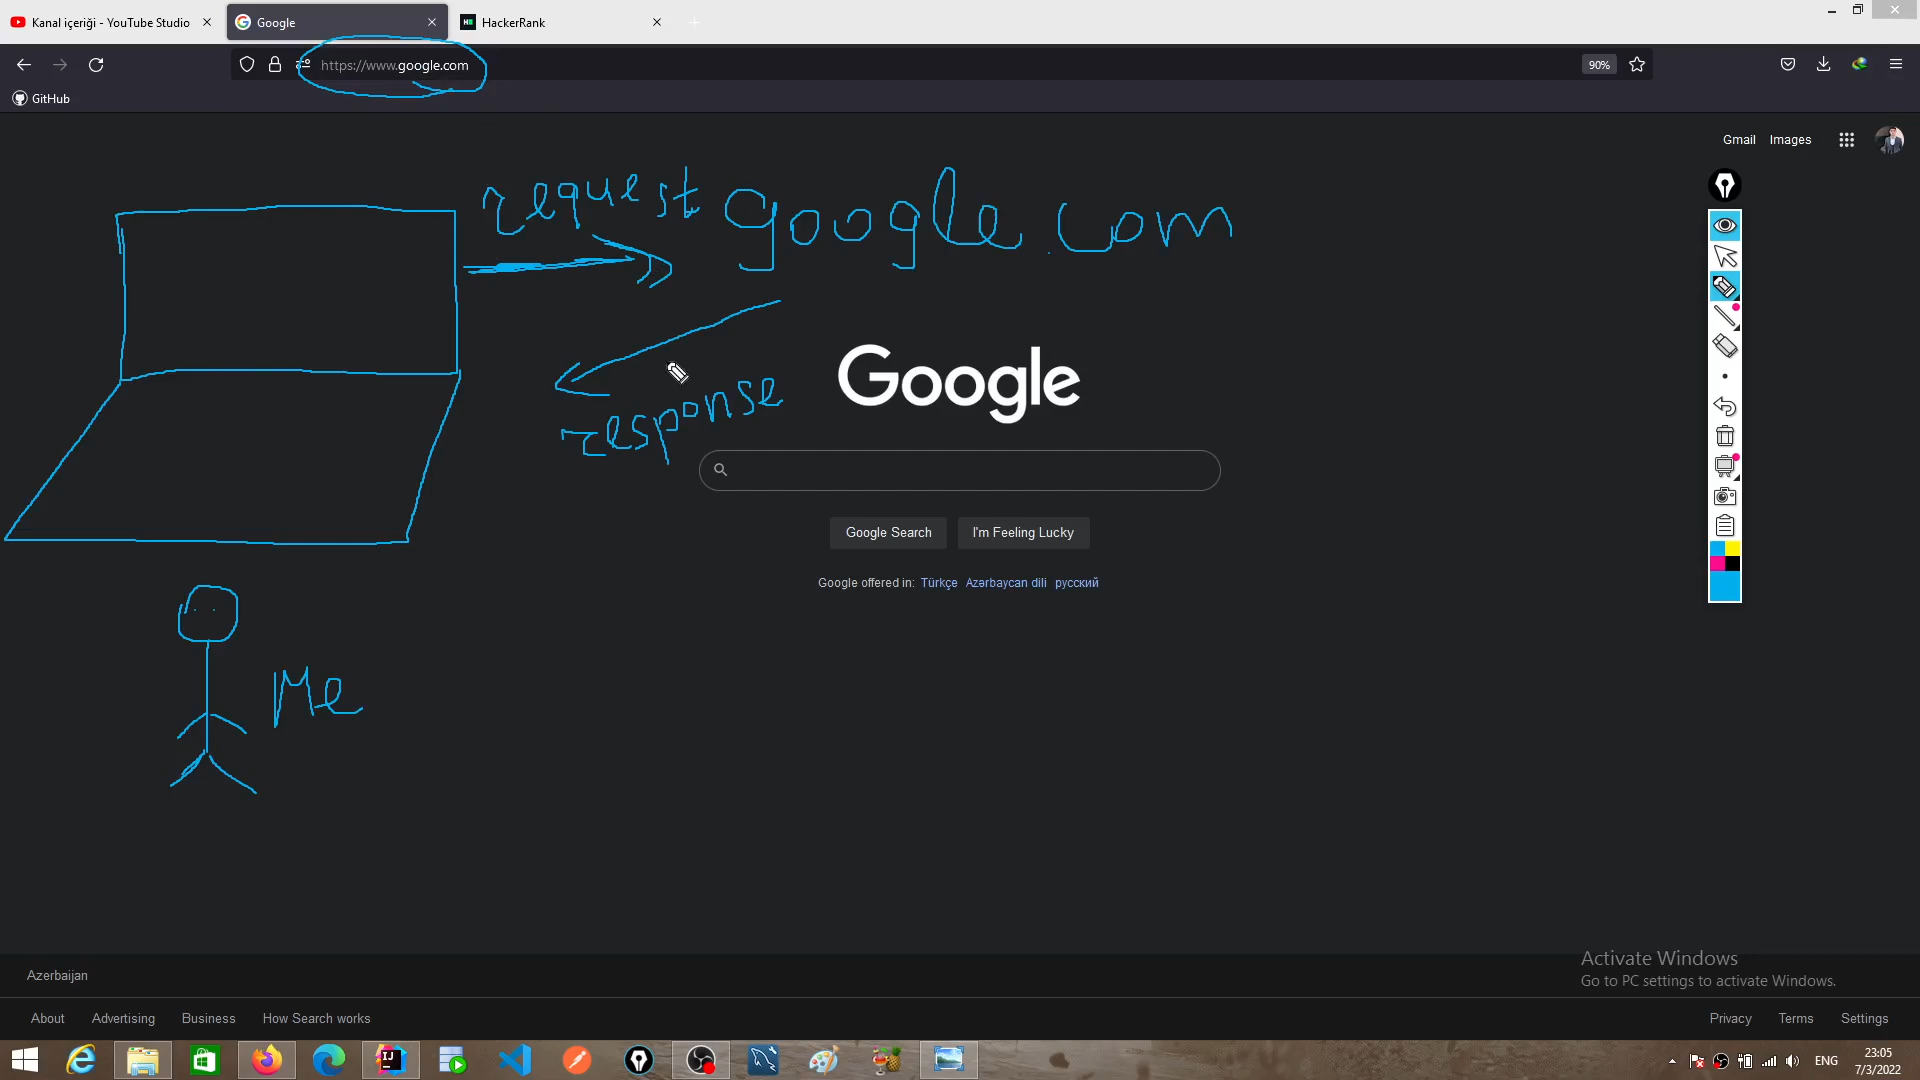 Kanal içeriği - YouTube Studio
Google
HackerRank
https://www.google.com
90%
GitHub
Gmail Images
request google.com
response
Google
Google Search I'm Feeling Lucky
Google offered in: Türkçe Azərbaycan dili русский
Me
Activate Windows
Go to PC settings to activate Windows.
Azerbaijan
About Advertising Business How Search works
Privacy Terms Settings
IJ
ENG
23:05
7/3/2022